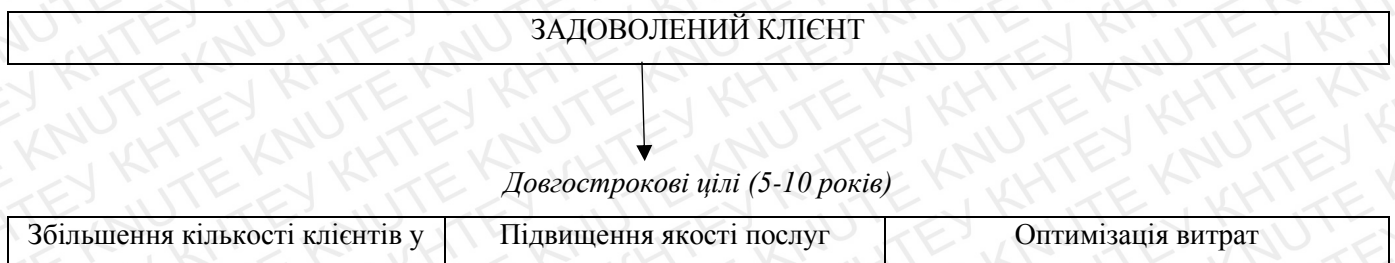 ЗАДОВОЛЕНИЙ КЛІЄНТ
Довгострокові цілі (5-10 років)
Збільшення кількості клієнтів у
Підвищення якості послуг
Оптимізація витрат